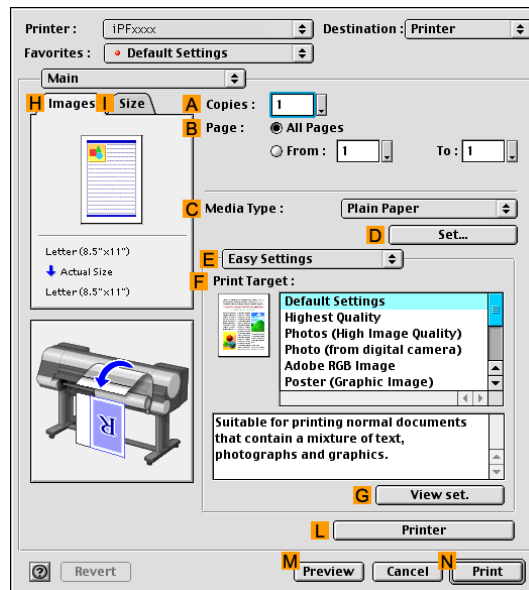 Printer : iPFxxxx Destination : Printer
Favorites : Default Settings
Main
H Images I Size
A Copies : 1
B Page : All Pages
From : 1 To : 1
C Media Type : Plain Paper
D Set...
Letter (8.5"x11")
Actual Size
Letter (8.5"x11")
E Easy Settings
F Print Target :
Default Settings
Highest Quality
Photos (High Image Quality)
Photo (from digital camera)
Adobe RGB Image
Poster (Graphic Image)
R
Suitable for printing normal documents
that contain a mixture of text,
photographs and graphics.
G View set.
L Printer
? Revert M Preview Cancel N Print